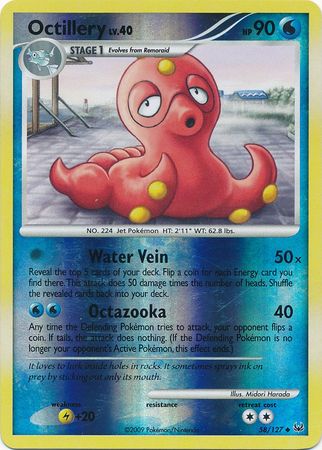 Octillery LV.40 HP 90
STAGE 1 Evolves from Remoraid
NO. 224 Jet Pokémon HT: 2'11" WT: 62.8 lbs.
Water Vein 50x
Reveal the top 5 cards of your deck. Flip a coin for each Energy card you
find there. This attack does 50 damage times the number of heads. Shuffle
the revealed cards back into your deck.
Octazooka 40
Any time the Defending Pokémon tries to attack, your opponent flips a
coin. If tails, the attack does nothing. (If the Defending Pokémon is
no longer your opponent's Active Pokémon, this effect ends.)
It loves to lurk inside holes in rocks. It sometimes sprays ink on
prey by sticking out only its mouth.
Illus. Midori Harada
weakness resistance retreat cost
+20
©2009 Pokémon/Nintendo 58/127